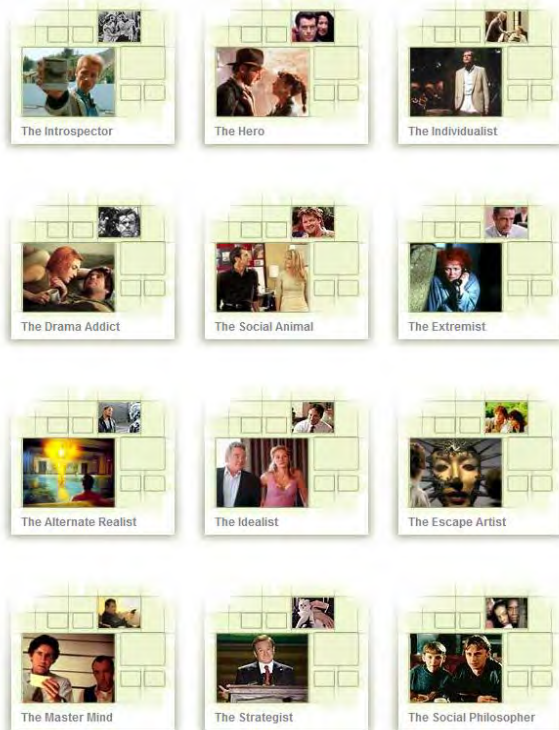 The Introspector
The Hero
The Individualist
The Drama Addict
The Social Animal
The Extremist
The Alternate Realist
The Idealist
The Escape Artist
The Master Mind
The Strategist
The Social Philosopher